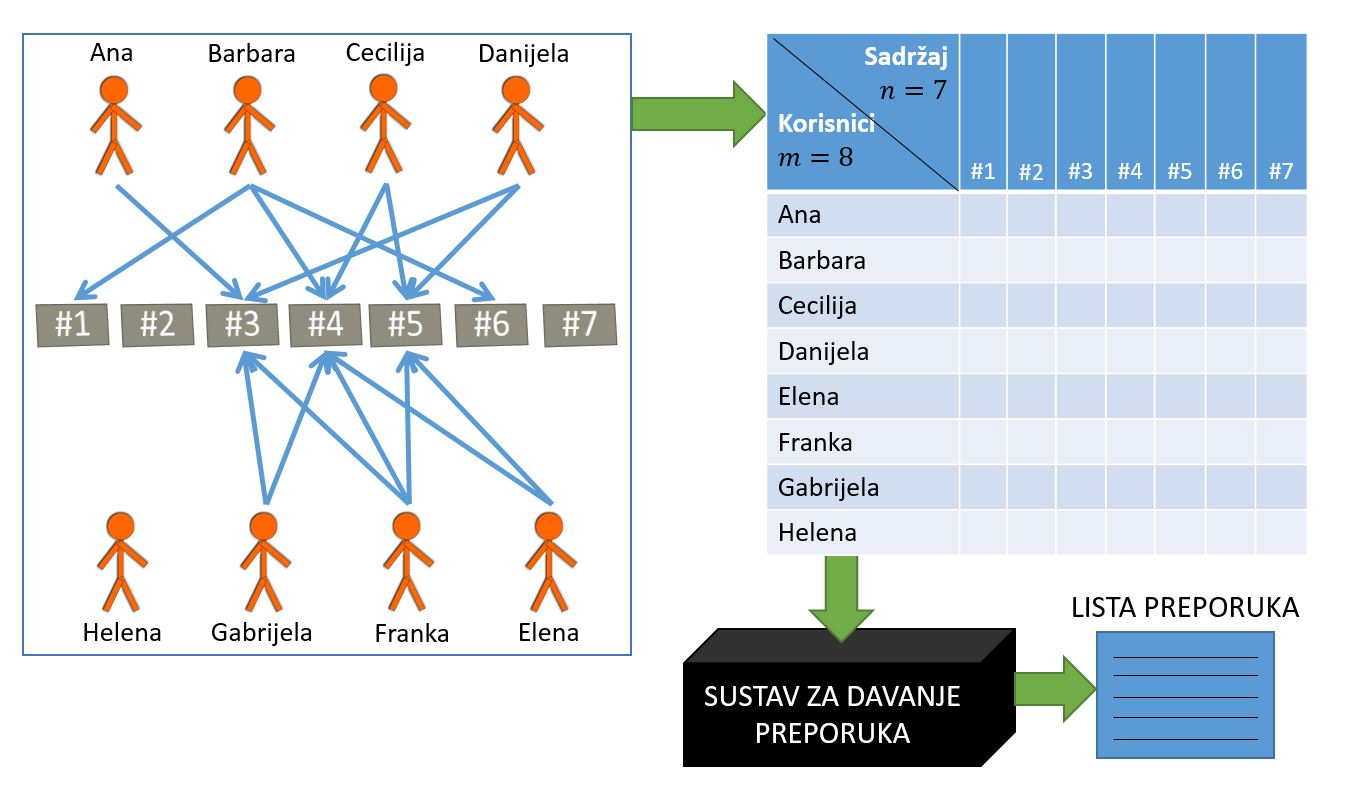 Ana Barbara Cecilija Danijela
#1 #2 #3 #4 #5 #6 #7
Helena Gabrijela Franka Elena
Sadržaj
n = 7
Korisnici
m = 8
#1 #2 #3 #4 #5 #6 #7
Ana
Barbara
Cecilija
Danijela
Elena
Franka
Gabrijela
Helena
SUSTAV ZA DAVANJE
PREPORUKA
LISTA PREPORUKA